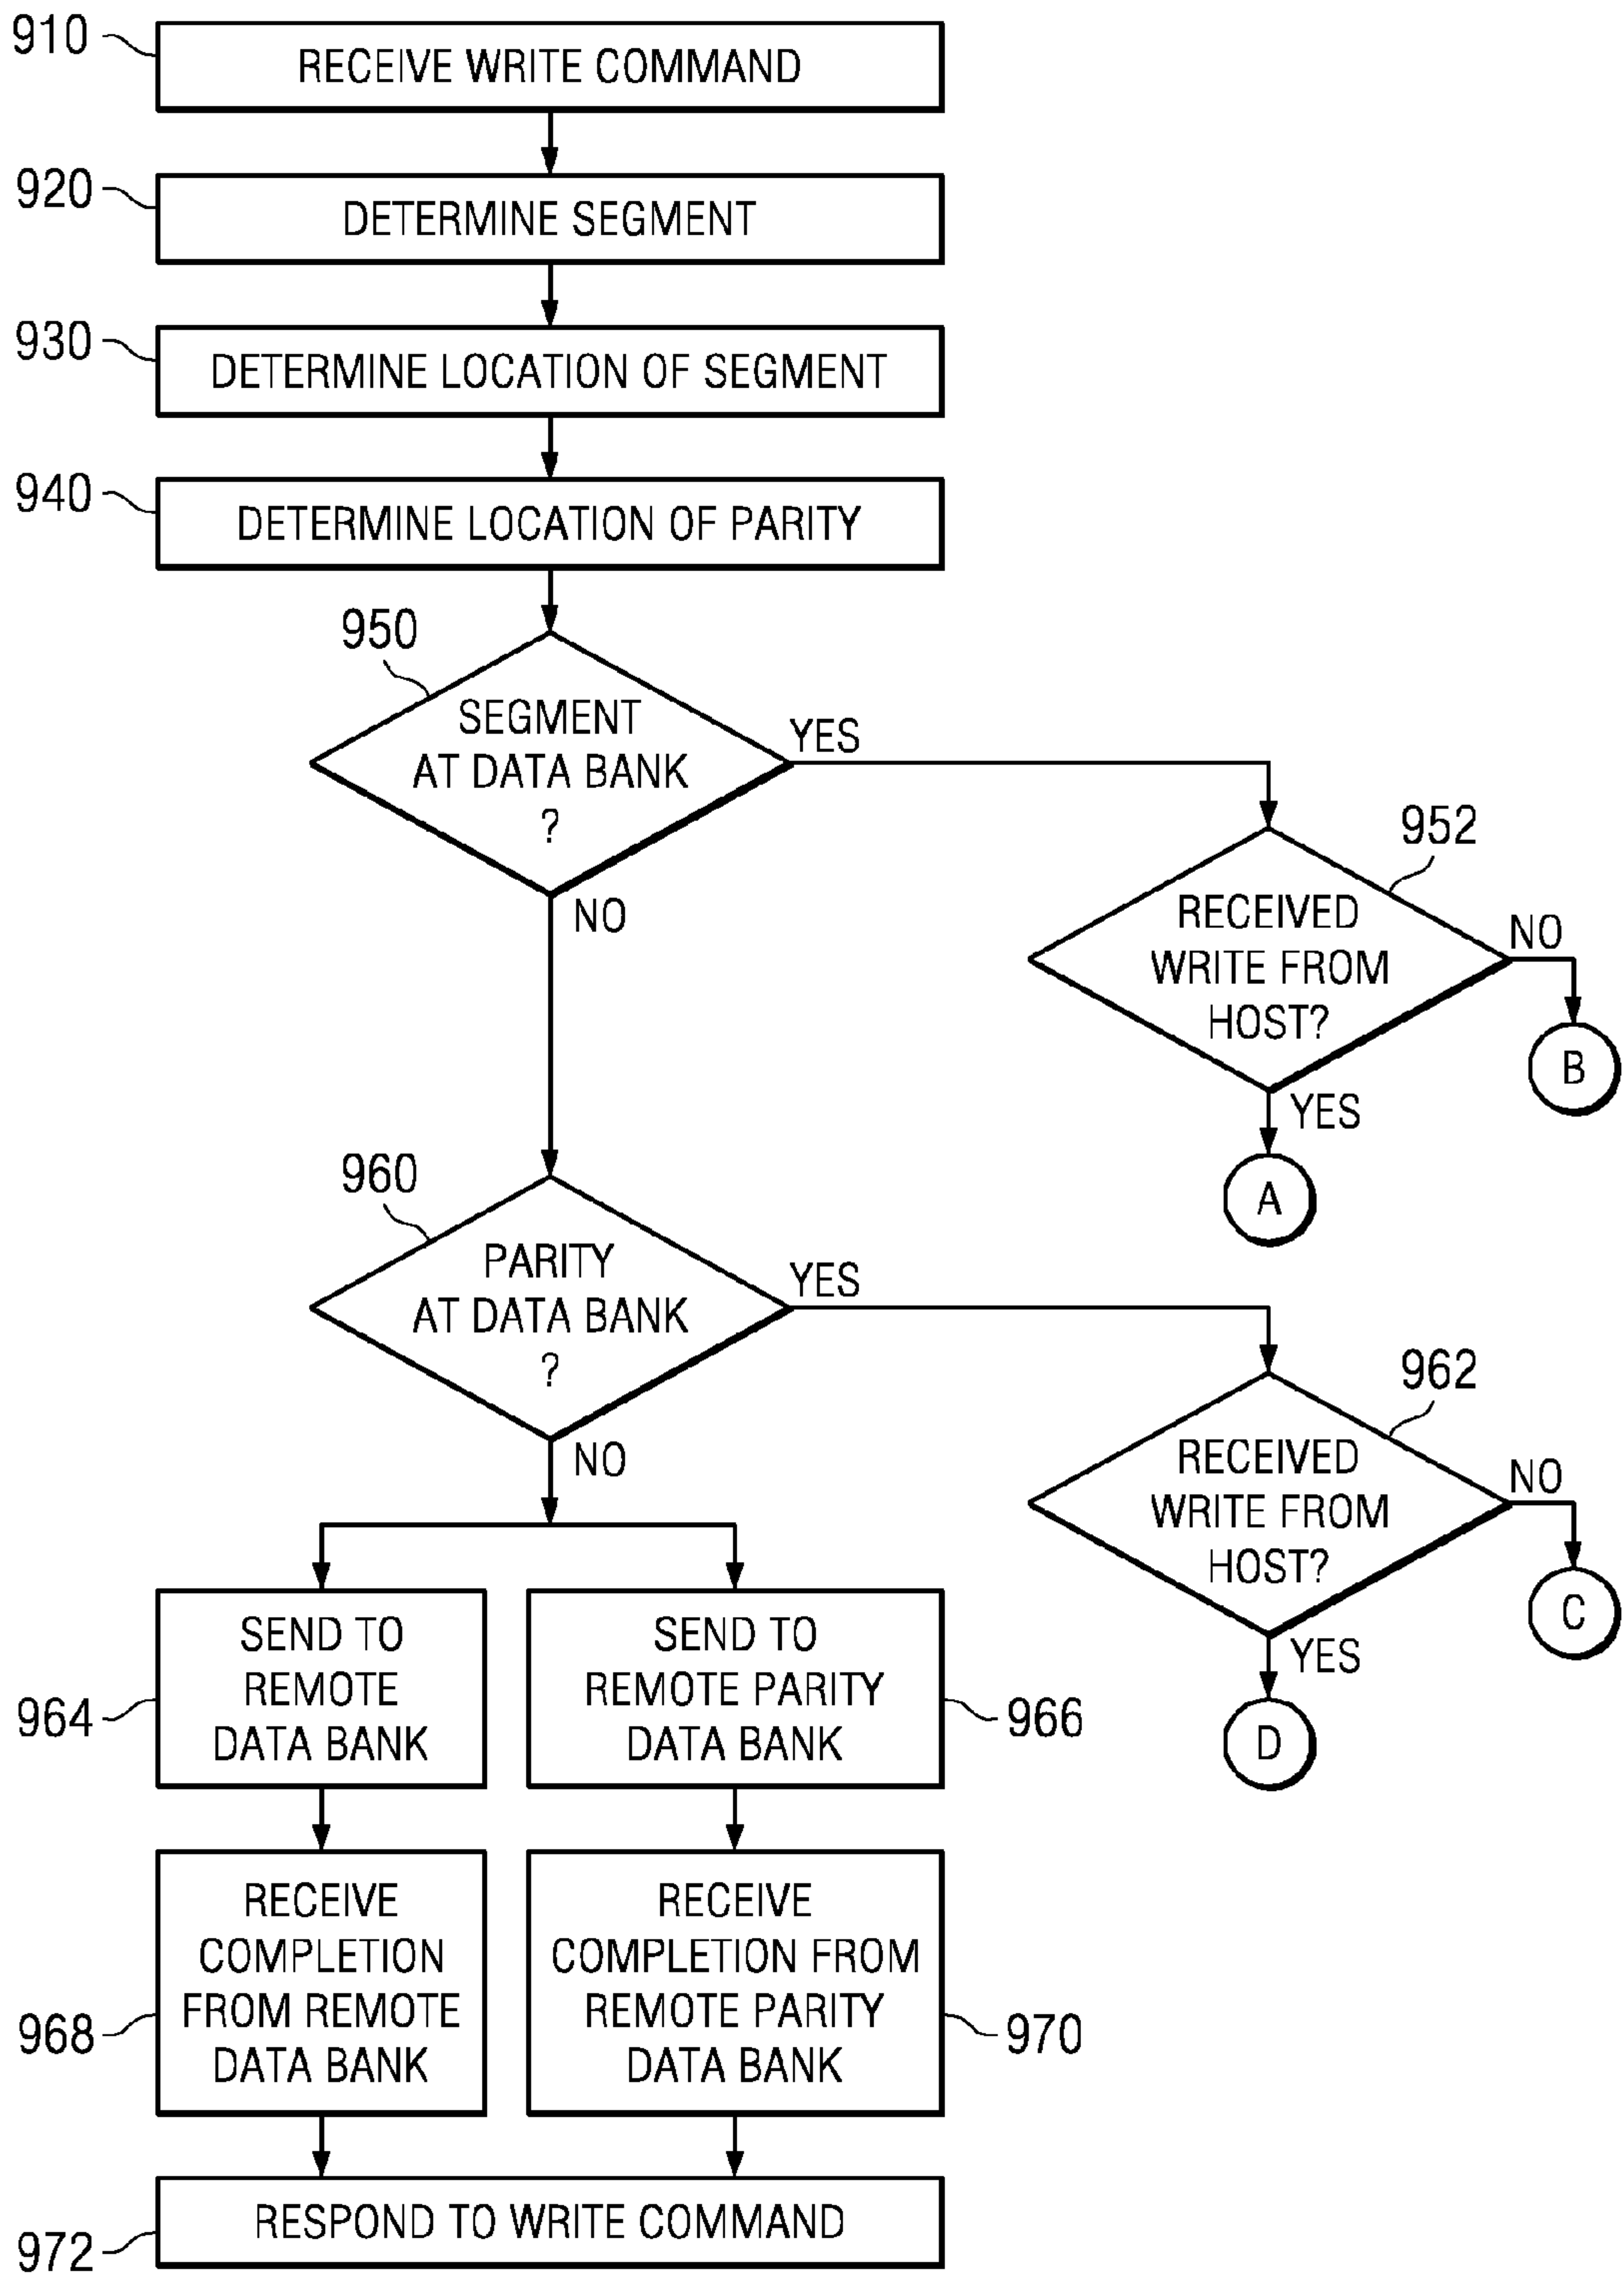 910
RECEIVE WRITE COMMAND
920
DETERMINE SEGMENT
930
DETERMINE LOCATION OF SEGMENT
940
DETERMINE LOCATION OF PARITY
950
SEGMENT
AT DATA BANK
?
YES
NO
952
RECEIVED
WRITE FROM
HOST?
NO
B
YES
A
960
PARITY
AT DATA BANK
?
YES
NO
962
RECEIVED
WRITE FROM
HOST?
NO
C
YES
D
964
SEND TO
REMOTE
DATA BANK
SEND TO
REMOTE PARITY
DATA BANK
966
968
RECEIVE
COMPLETION
FROM REMOTE
DATA BANK
RECEIVE
COMPLETION FROM
REMOTE PARITY
DATA BANK
970
972
RESPOND TO WRITE COMMAND